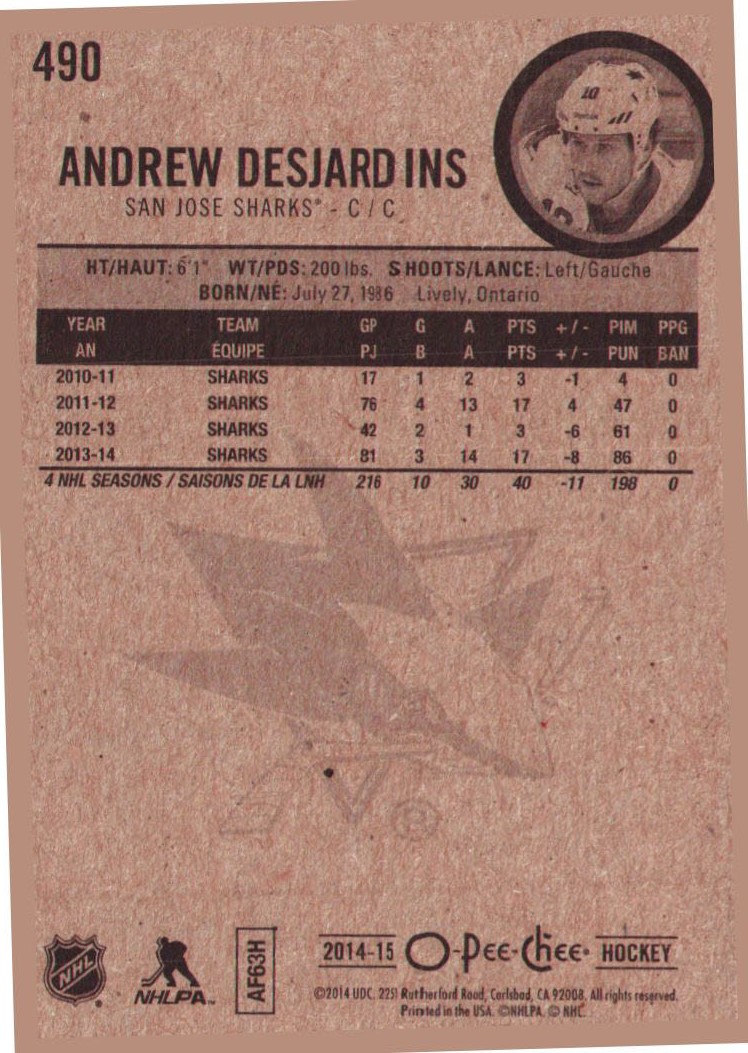 490
10
ANDREW DESJARDINS
SAN JOSE SHARKS® - C / C
HT/HAUT: 6'1" WT/PDS: 200 lbs. SHOOTS/LANCE: Left/Gauche
BORN/NÉ: July 27, 1986 Lively, Ontario
YEAR TEAM GP G A PTS +/- PIM PPG
AN ÉQUIPE PJ B A PTS +/- PUN BAN
2010-11 SHARKS 17 1 2 3 -1 4 0
2011-12 SHARKS 76 4 13 17 4 47 0
2012-13 SHARKS 42 2 1 3 -6 61 0
2013-14 SHARKS 81 3 14 17 -8 86 0
4 NHL SEASONS / SAISONS DE LA LNH 216 10 30 40 -11 198 0
®
NHL
NHLPA™
AF63H
2014-15 O-Pee-Chee® HOCKEY
©2014 UDC. 2251 Rutherford Road, Carlsbad, CA 92008. All rights reserved.
Printed in the USA. ©NHLPA. © NHL.